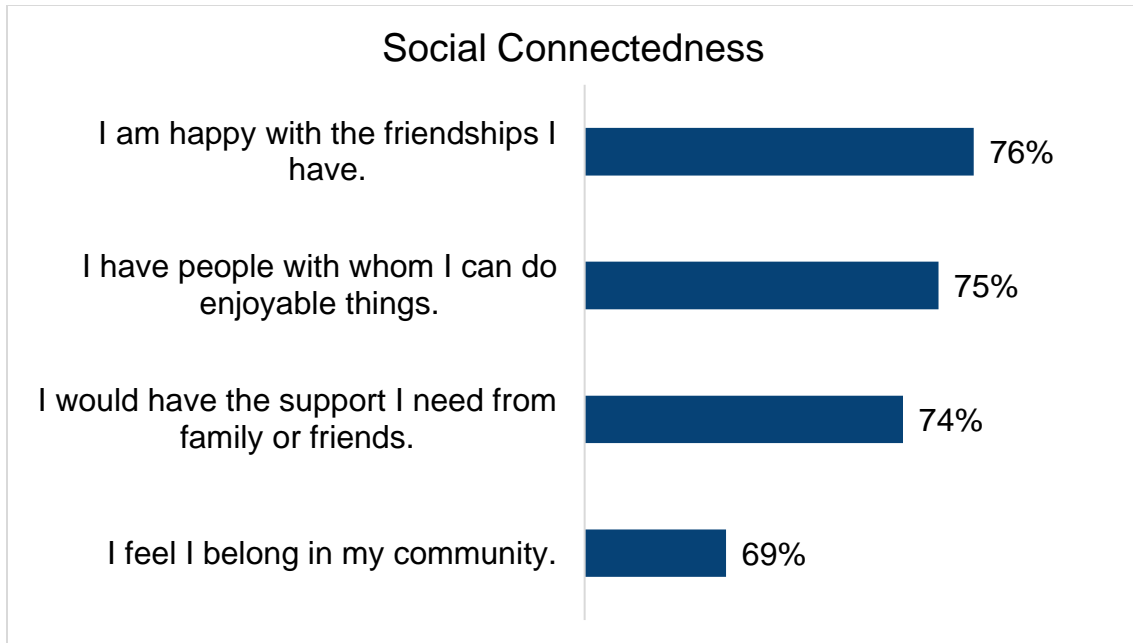 Social Connectedness
I am happy with the friendships I
have.
76%
I have people with whom I can do
enjoyable things.
75%
I would have the support I need from
family or friends.
74%
I feel I belong in my community.
69%